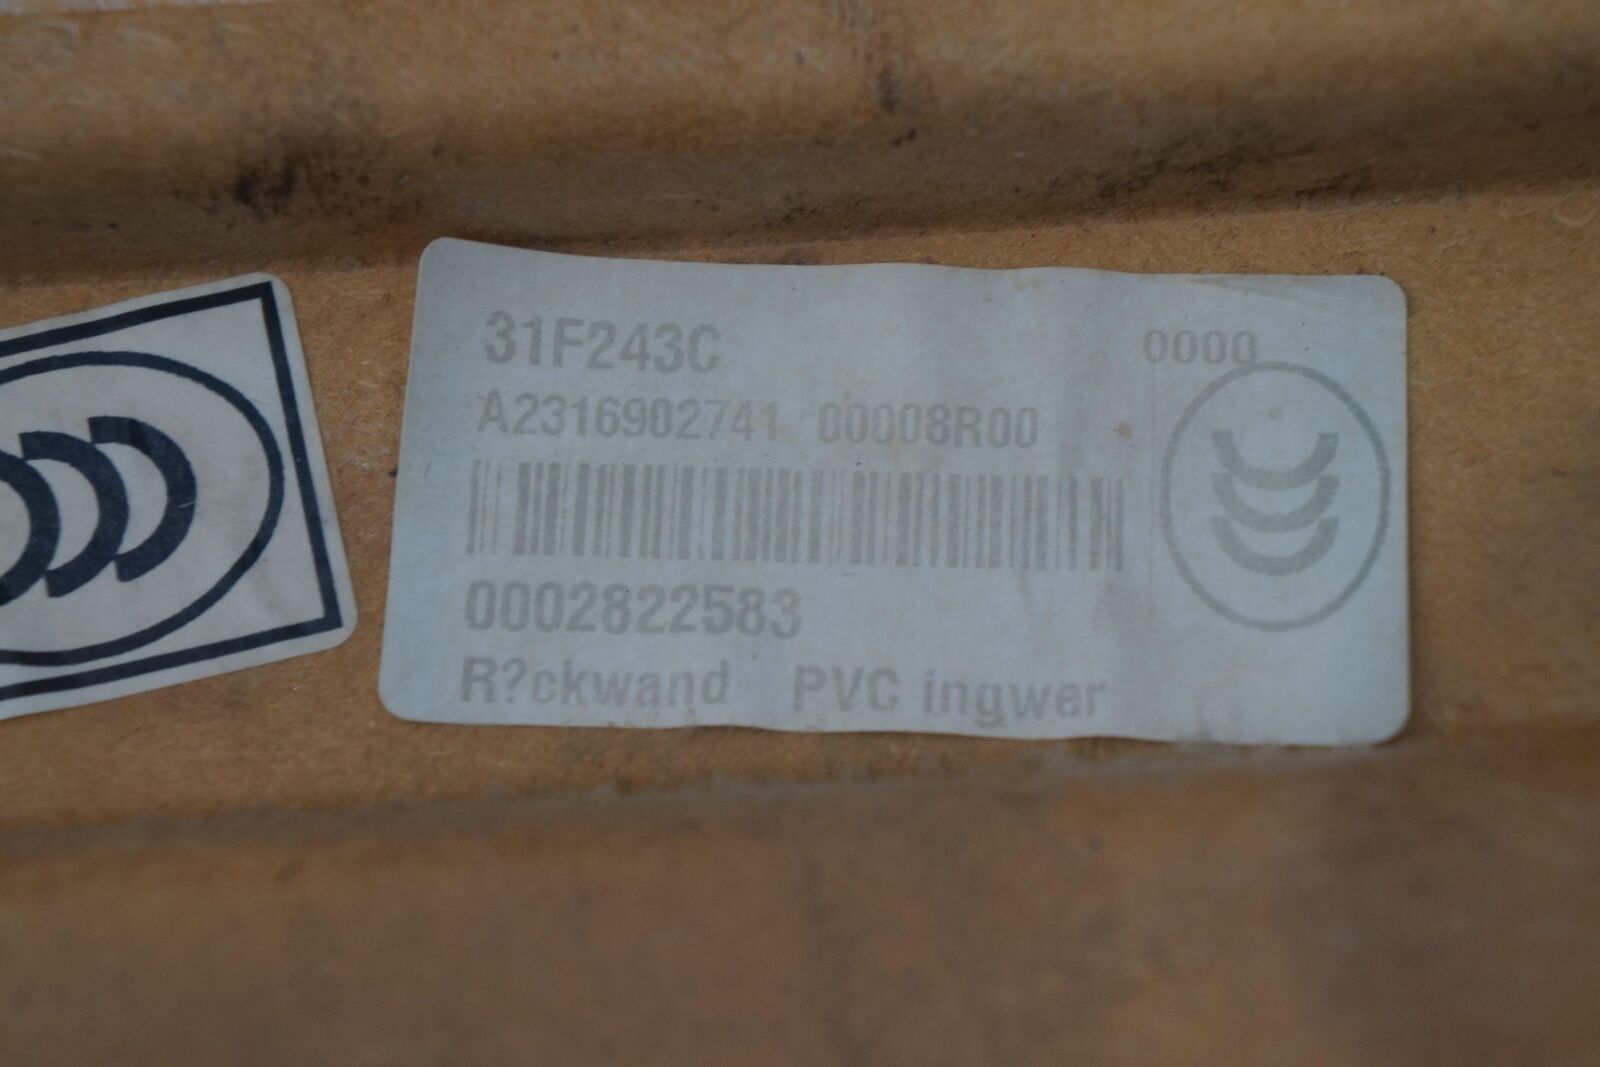 31F243C 0000
A2316902741 00008R00
0002822583
R?ckwand PVC ingwer